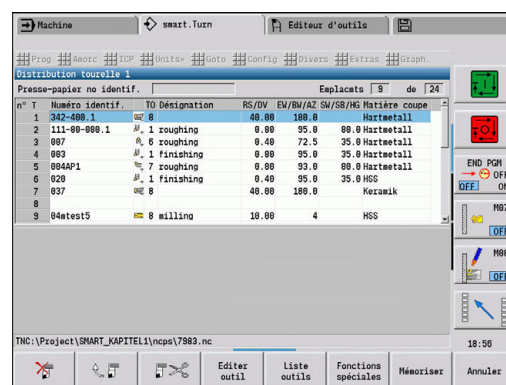 Machine smart.Turn Editeur d'outils
Prog Amorc ICP Units» Goto Config Divers Extras Graph.
Distribution tourelle 1
Presse-papier no identif. Emplacmts 9 de 24
n° T Numéro identif. TO Désignation RS/DV EW/BW/AZ SW/SB/HG Matière coupe
1 342-400.1 8 40.00 180.0 Hartmetall
2 111-80-080.1 1 roughing 0.80 95.0 80.0 Hartmetall
3 007 6 roughing 0.40 72.5 35.0 Hartmetall
4 003 1 finishing 0.80 95.0 35.0 Hartmetall
5 004AP1 5 roughing 0.80 93.0 80.0 Hartmetall
6 020 1 finishing 0.40 95.0 35.0 HSS
7 037 8 40.00 180.0 Keramik
8
9 04mtest5 8 milling 10.00 4 HSS
END PGM
OFF
OFF ON
M07
OFF
M08
OFF
TNC:\Project\SMART_KAPITEL1\ncps\7903.nc
18:56
Editer outil
Liste outils
Fonctions spéciales
Mémoriser
Annuler